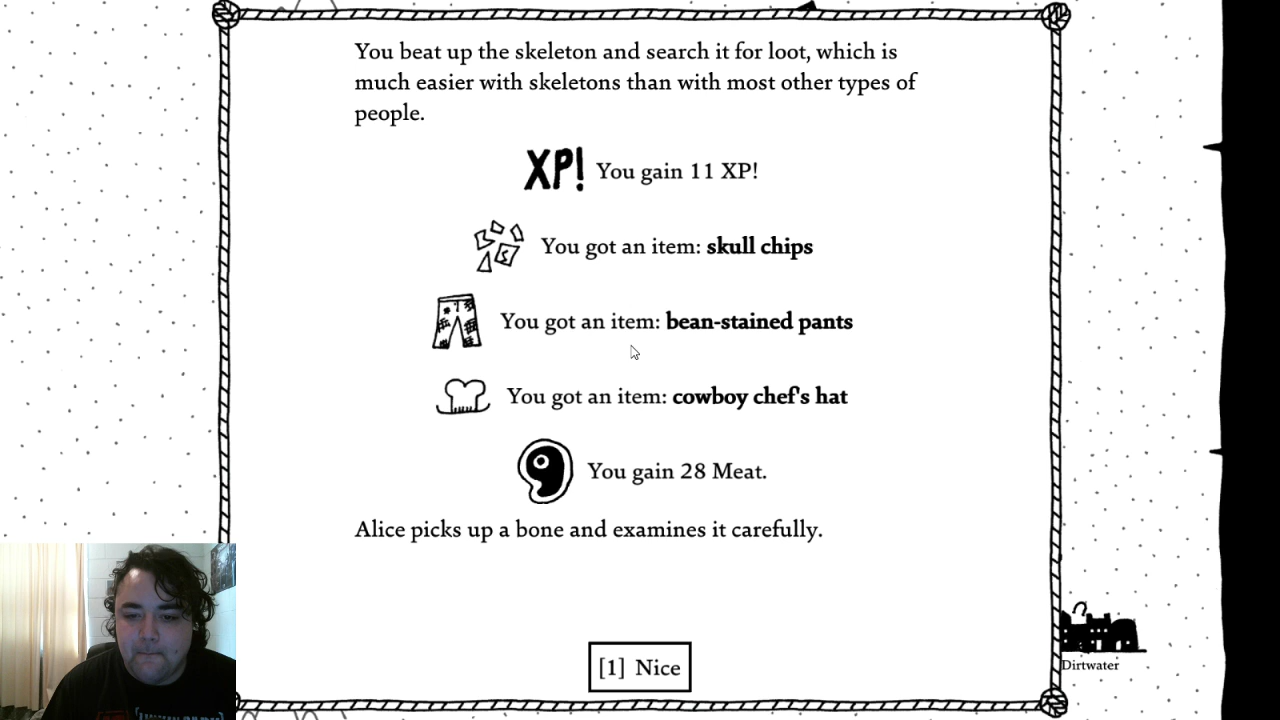 You beat up the skeleton and search it for loot, which is
much easier with skeletons than with most other types of
people.
XP! You gain 11 XP!
You got an item: skull chips
You got an item: bean-stained pants
You got an item: cowboy chef's hat
You gain 28 Meat.
Alice picks up a bone and examines it carefully.
[1] Nice
Dirtwater